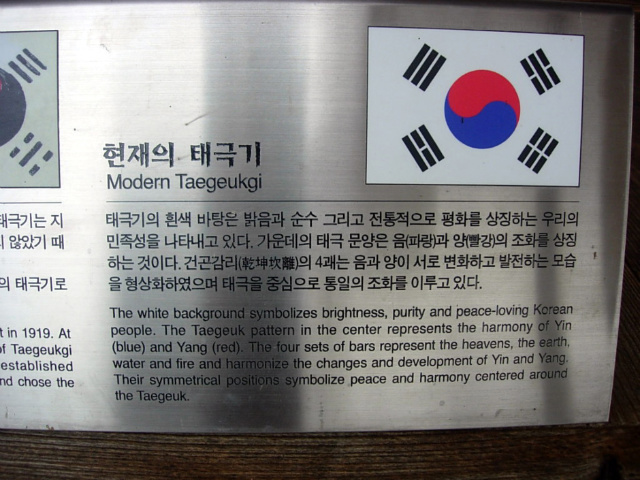 태극기는 지
않았기 때
의 태극기로
t in 1919. At
of Taegeukgi
established
nd chose the
현재의 태극기
Modern Taegeukgi
태극기의 흰색 바탕은 밝음과 순수 그리고 전통적으로 평화를 상징하는 우리의
민족성을 나타내고 있다. 가운데의 태극 문양은 음(파랑)과 양(빨강)의 조화를 상징
하는 것이다. 건곤감리(乾坤坎離)의 4괘는 음과 양이 서로 변화하고 발전하는 모습
을 형상화하였으며 태극을 중심으로 통일의 조화를 이루고 있다.
The white background symbolizes brightness, purity and peace-loving Korean
people. The Taegeuk pattern in the center represents the harmony of Yin
(blue) and Yang (red). The four sets of bars represent the heavens, the earth,
water and fire and harmonize the changes and development of Yin and Yang.
Their symmetrical positions symbolize peace and harmony centered around
the Taegeuk.